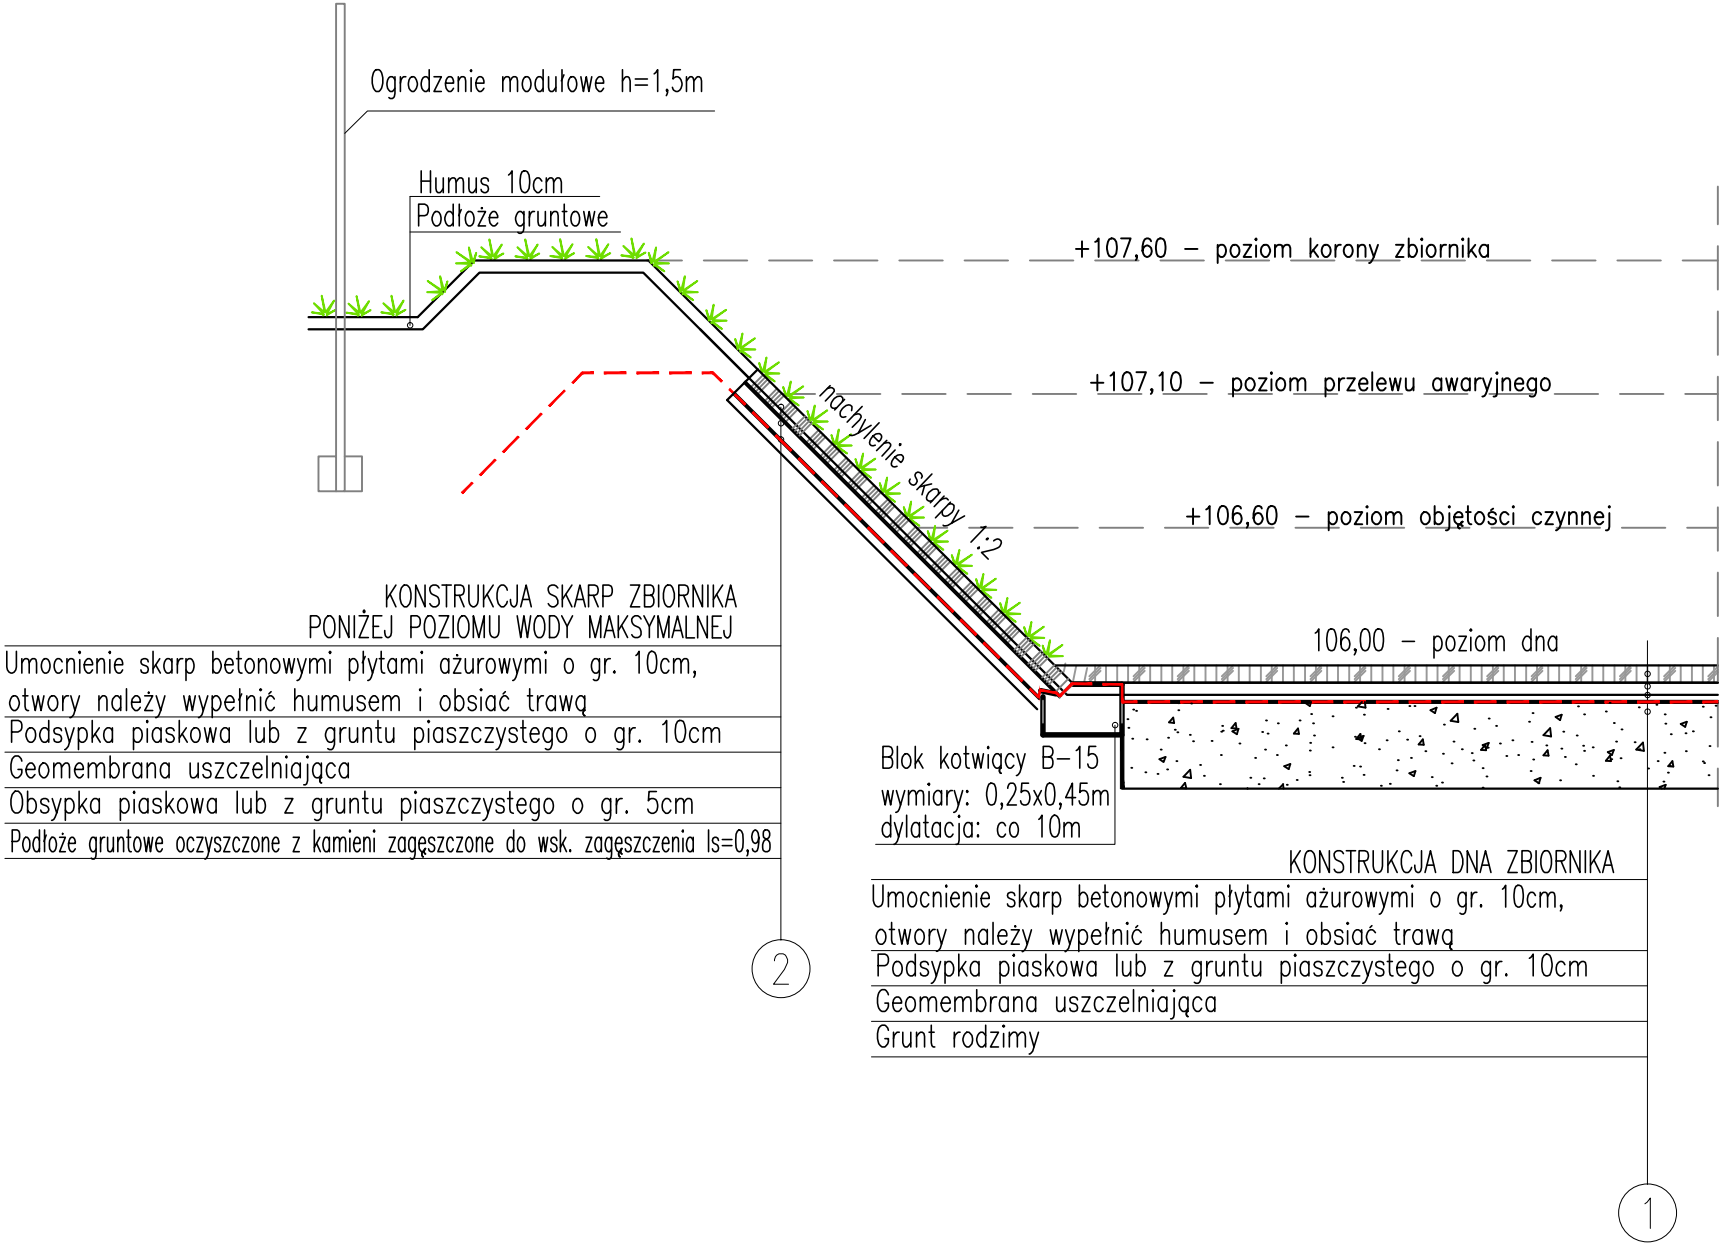 Ogrodzenie modułowe h=1,5m
Humus 10cm
Podłoże gruntowe
+107,60 – poziom korony zbiornika
+107,10 – poziom przelewu awaryjnego
nachylenie skarpy 1:2
+106,60 – poziom objętości czynnej
106,00 – poziom dna
KONSTRUKCJA SKARP ZBIORNIKA
PONIŻEJ POZIOMU WODY MAKSYMALNEJ
Umocnienie skarp betonowymi płytami ażurowymi o gr. 10cm,
otwory należy wypełnić humusem i obsiać trawą
Podsypka piaskowa lub z gruntu piaszczystego o gr. 10cm
Geomembrana uszczelniająca
Obsypka piaskowa lub z gruntu piaszczystego o gr. 5cm
Podłoże gruntowe oczyszczone z kamieni zagęszczone do wsk. zagęszczenia Is=0,98
2
Blok kotwiący B–15
wymiary: 0,25x0,45m
dylatacja: co 10m
KONSTRUKCJA DNA ZBIORNIKA
Umocnienie skarp betonowymi płytami ażurowymi o gr. 10cm,
otwory należy wypełnić humusem i obsiać trawą
Podsypka piaskowa lub z gruntu piaszczystego o gr. 10cm
Geomembrana uszczelniająca
Grunt rodzimy
1